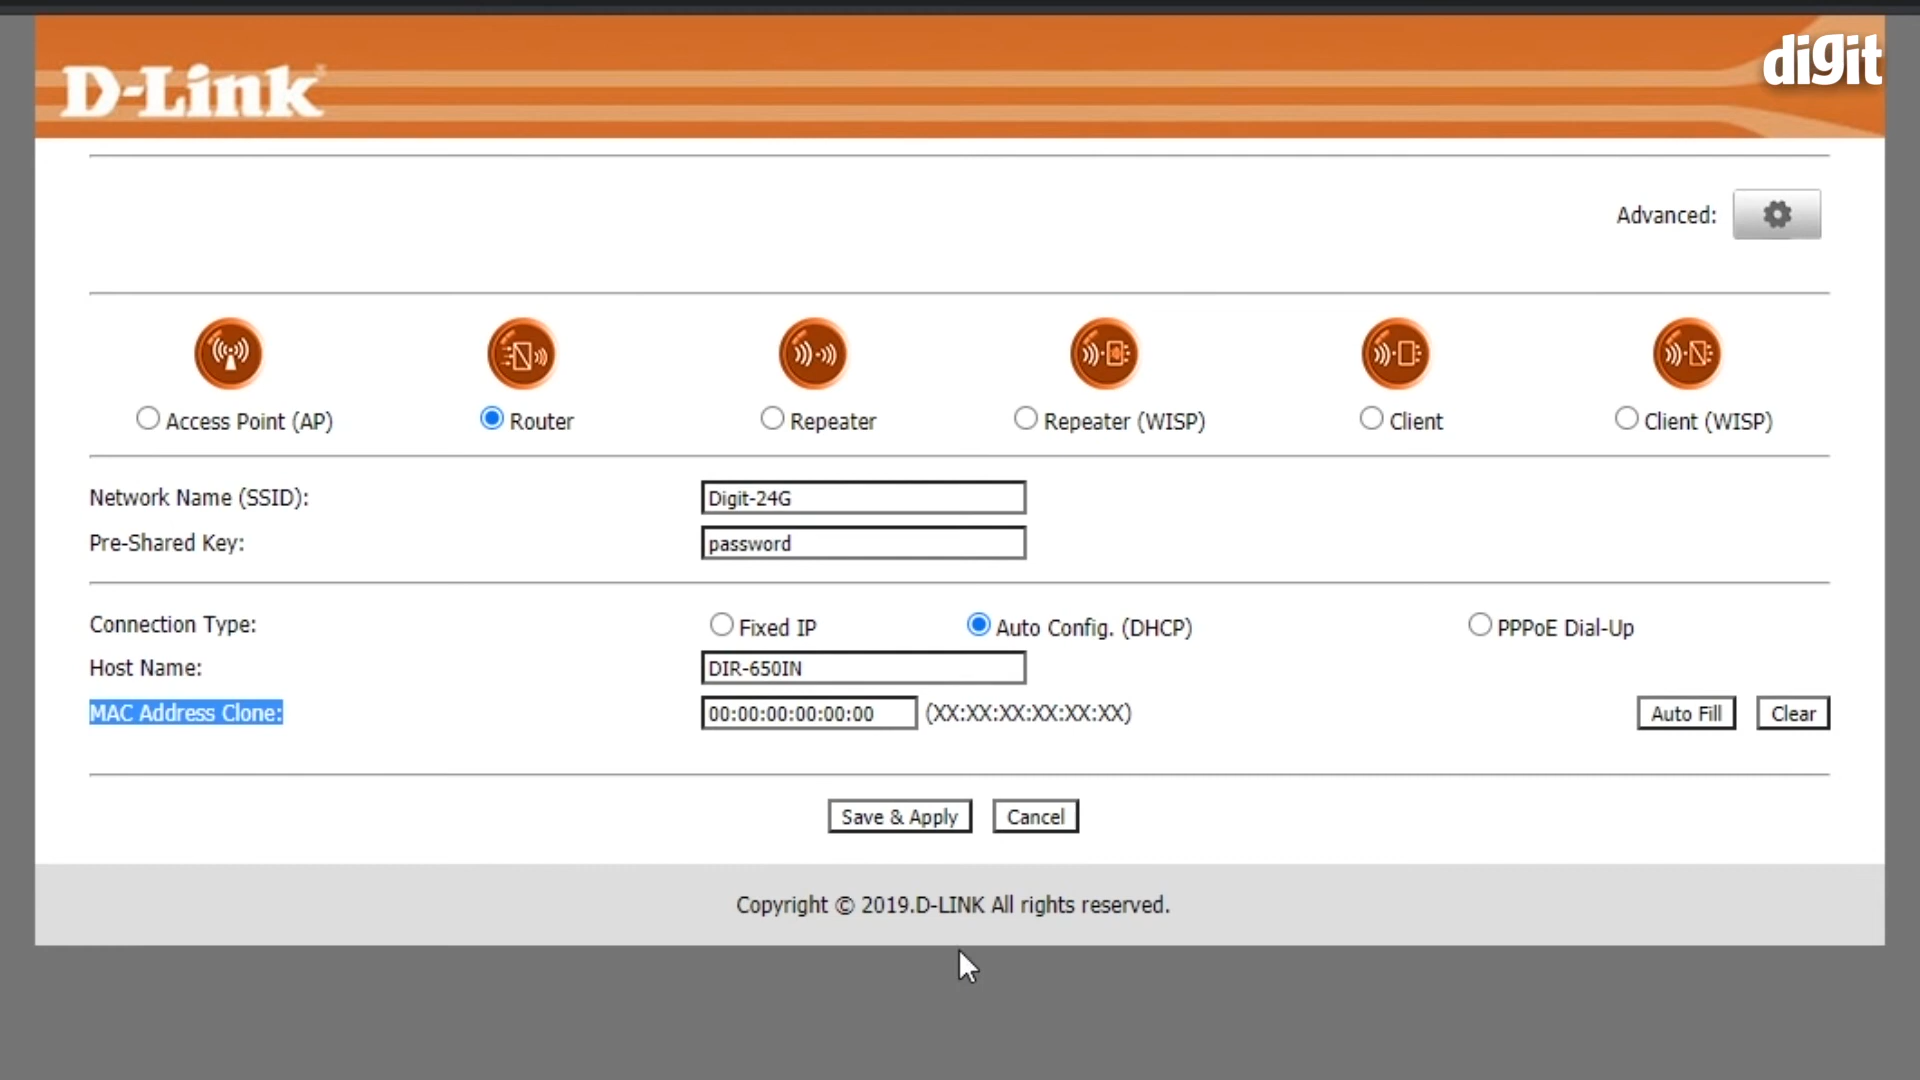 D-Link
digit
Advanced:
Access Point (AP) Router Repeater Repeater (WISP) Client Client (WISP)
Network Name (SSID): Digit-24G
Pre-Shared Key: password
Connection Type: Fixed IP Auto Config. (DHCP) PPPoE Dial-Up
Host Name: DIR-650IN
MAC Address Clone: 00:00:00:00:00:00 (XX:XX:XX:XX:XX:XX) Auto Fill Clear
Save & Apply Cancel
Copyright © 2019.D-LINK All rights reserved.